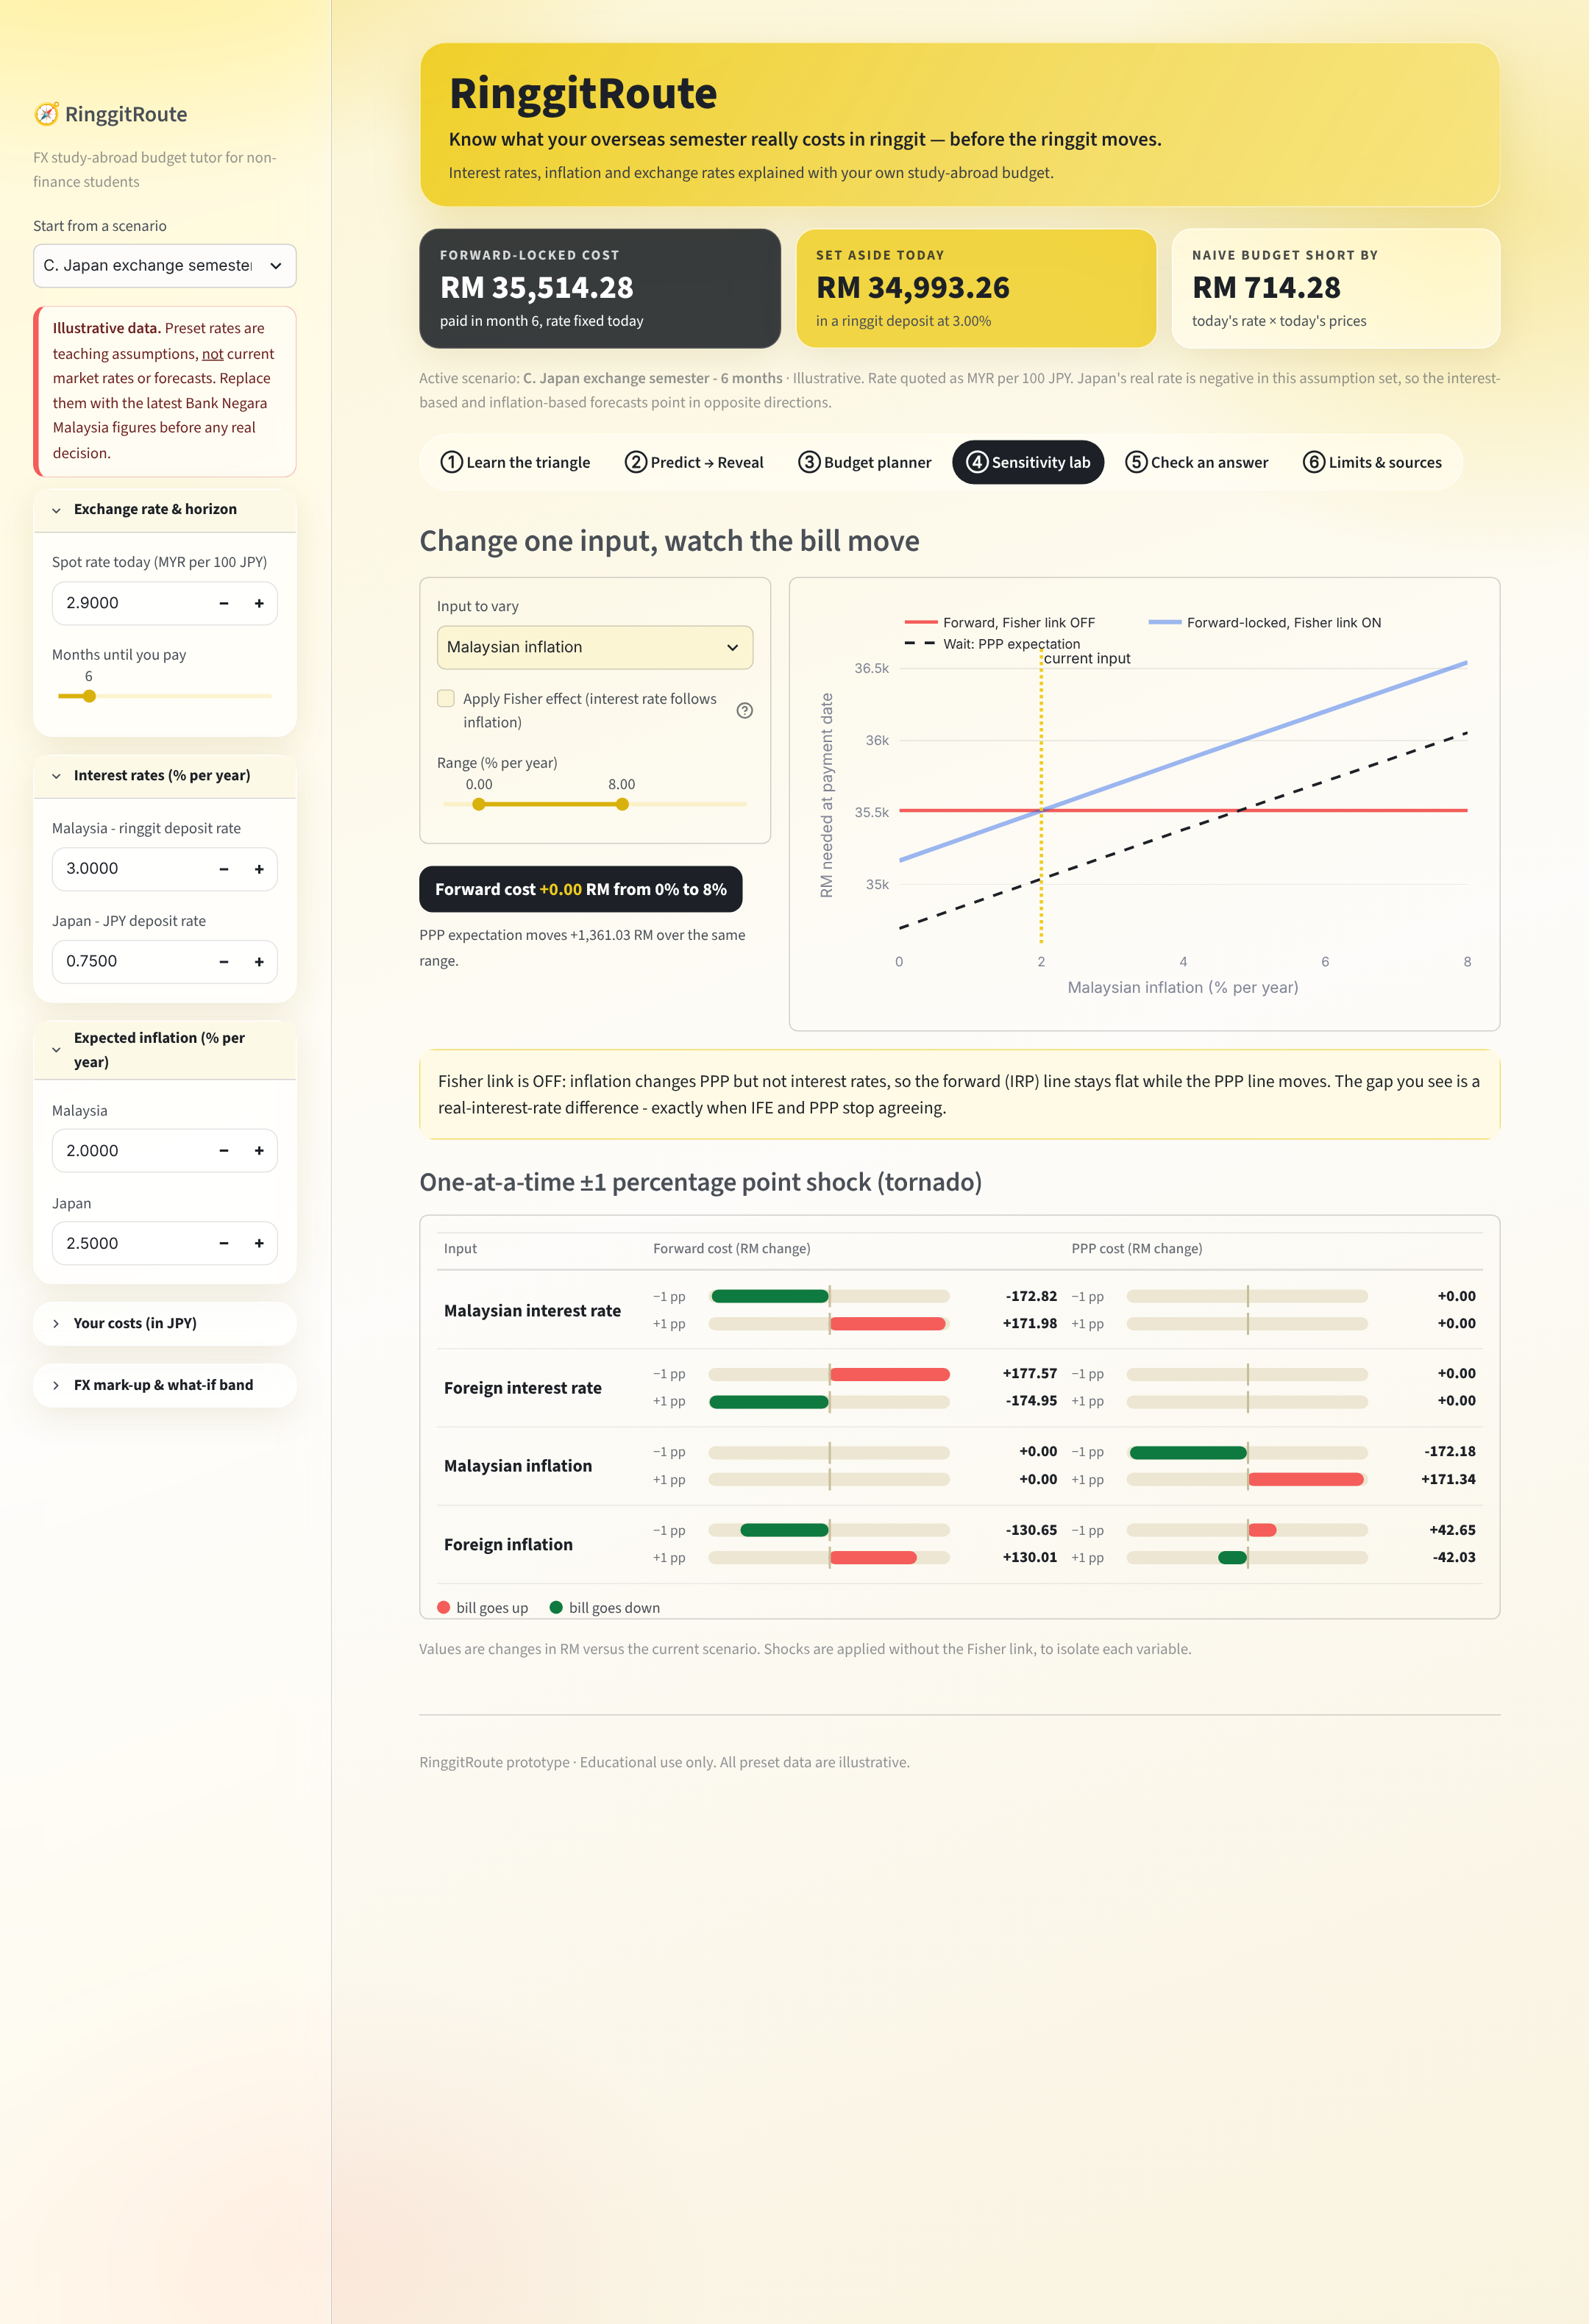 🧭 RinggitRoute
FX study-abroad budget tutor for non-
finance students
Start from a scenario
C. Japan exchange semester
Illustrative data. Preset rates are
teaching assumptions, not current
market rates or forecasts. Replace
them with the latest Bank Negara
Malaysia figures before any real
decision.
Exchange rate & horizon
Spot rate today (MYR per 100 JPY)
2.9000 − +
Months until you pay
6
Interest rates (% per year)
Malaysia - ringgit deposit rate
3.0000 − +
Japan - JPY deposit rate
0.7500 − +
Expected inflation (% per
year)
Malaysia
2.0000 − +
Japan
2.5000 − +
Your costs (in JPY)
FX mark-up & what-if band
RinggitRoute
Know what your overseas semester really costs in ringgit — before the ringgit moves.
Interest rates, inflation and exchange rates explained with your own study-abroad budget.
FORWARD-LOCKED COST
RM 35,514.28
paid in month 6, rate fixed today
SET ASIDE TODAY
RM 34,993.26
in a ringgit deposit at 3.00%
NAIVE BUDGET SHORT BY
RM 714.28
today's rate × today's prices
Active scenario: C. Japan exchange semester - 6 months · Illustrative. Rate quoted as MYR per 100 JPY. Japan's real rate is negative in this assumption set, so the interest-
based and inflation-based forecasts point in opposite directions.
① Learn the triangle ② Predict → Reveal ③ Budget planner ④ Sensitivity lab ⑤ Check an answer ⑥ Limits & sources
Change one input, watch the bill move
Input to vary
Malaysian inflation
Apply Fisher effect (interest rate follows
inflation)
Range (% per year)
0.00 8.00
Forward cost +0.00 RM from 0% to 8%
PPP expectation moves +1,361.03 RM over the same
range.
Forward, Fisher link OFF Forward-locked, Fisher link ON
Wait: PPP expectation
current input
36.5k
36k
35.5k
35k
RM needed at payment date
0 2 4 6 8
Malaysian inflation (% per year)
Fisher link is OFF: inflation changes PPP but not interest rates, so the forward (IRP) line stays flat while the PPP line moves. The gap you see is a
real-interest-rate difference - exactly when IFE and PPP stop agreeing.
One-at-a-time ±1 percentage point shock (tornado)
Input Forward cost (RM change) PPP cost (RM change)
Malaysian interest rate
−1 pp -172.82 −1 pp +0.00
+1 pp +171.98 +1 pp +0.00
Foreign interest rate
−1 pp +177.57 −1 pp +0.00
+1 pp -174.95 +1 pp +0.00
Malaysian inflation
−1 pp +0.00 −1 pp -172.18
+1 pp +0.00 +1 pp +171.34
Foreign inflation
−1 pp -130.65 −1 pp +42.65
+1 pp +130.01 +1 pp -42.03
bill goes up bill goes down
Values are changes in RM versus the current scenario. Shocks are applied without the Fisher link, to isolate each variable.
RinggitRoute prototype · Educational use only. All preset data are illustrative.